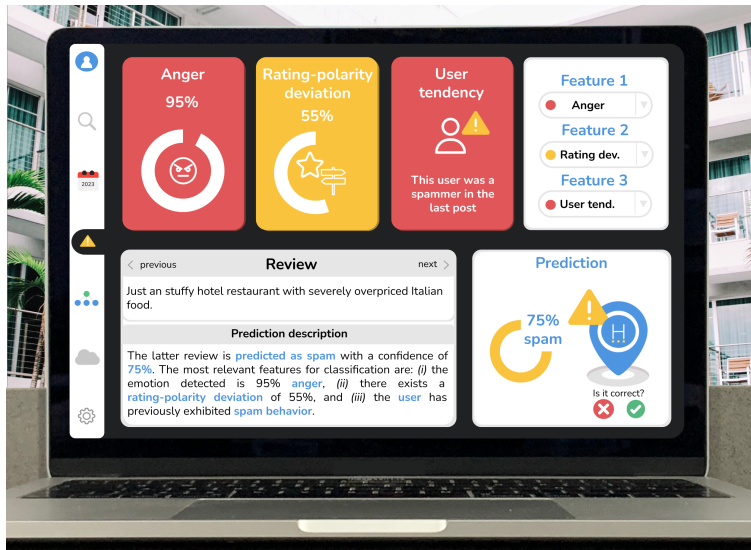 Anger
95%
Rating-polarity
deviation
55%
User
tendency
This user was a
spammer in the
last post
Feature 1
Anger
Feature 2
Rating dev.
Feature 3
User tend.
2023
previous
Review
next
Just an stuffy hotel restaurant with severely overpriced Italian
food.
Prediction description
The latter review is predicted as spam with a confidence of
75%. The most relevant features for classification are: (i) the
emotion detected is 95% anger, (ii) there exists a
rating-polarity deviation of 55%, and (iii) the user has
previously exhibited spam behavior.
Prediction
75%
spam
H
Is it correct?